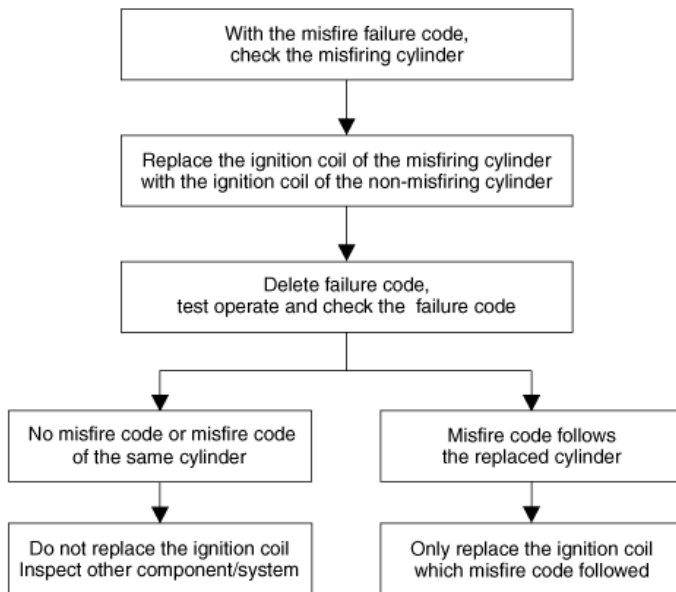 With the misfire failure code,
check the misfiring cylinder
Replace the ignition coil of the misfiring cylinder
with the ignition coil of the non-misfiring cylinder
Delete failure code,
test operate and check the failure code
No misfire code or misfire code
of the same cylinder
Misfire code follows
the replaced cylinder
Do not replace the ignition coil
Inspect other component/system
Only replace the ignition coil
which misfire code followed